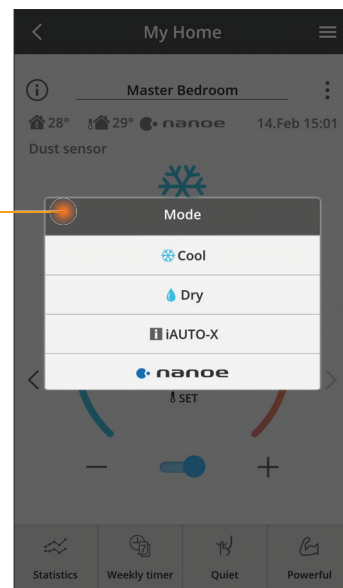 My Home
Master Bedroom
28° 29° nanoe 14.Feb 15:01
Dust sensor
Mode
Cool
Dry
iAUTO-X
nanoe
SET
Statistics Weekly timer Quiet Powerful